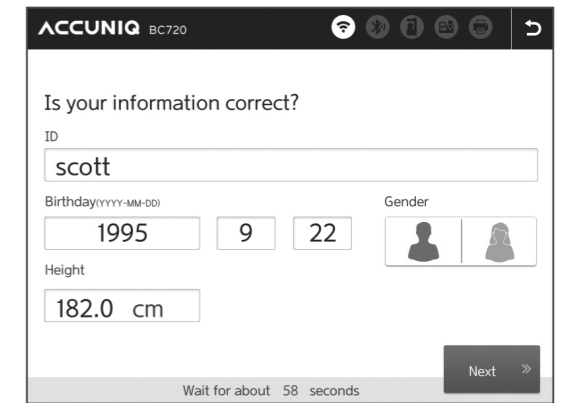 ACCUNIQ BC720
Is your information correct?
ID
scott
Birthday(YYYY-MM-DD) Gender
1995 9 22
Height
182.0 cm
Next »
Wait for about 58 seconds